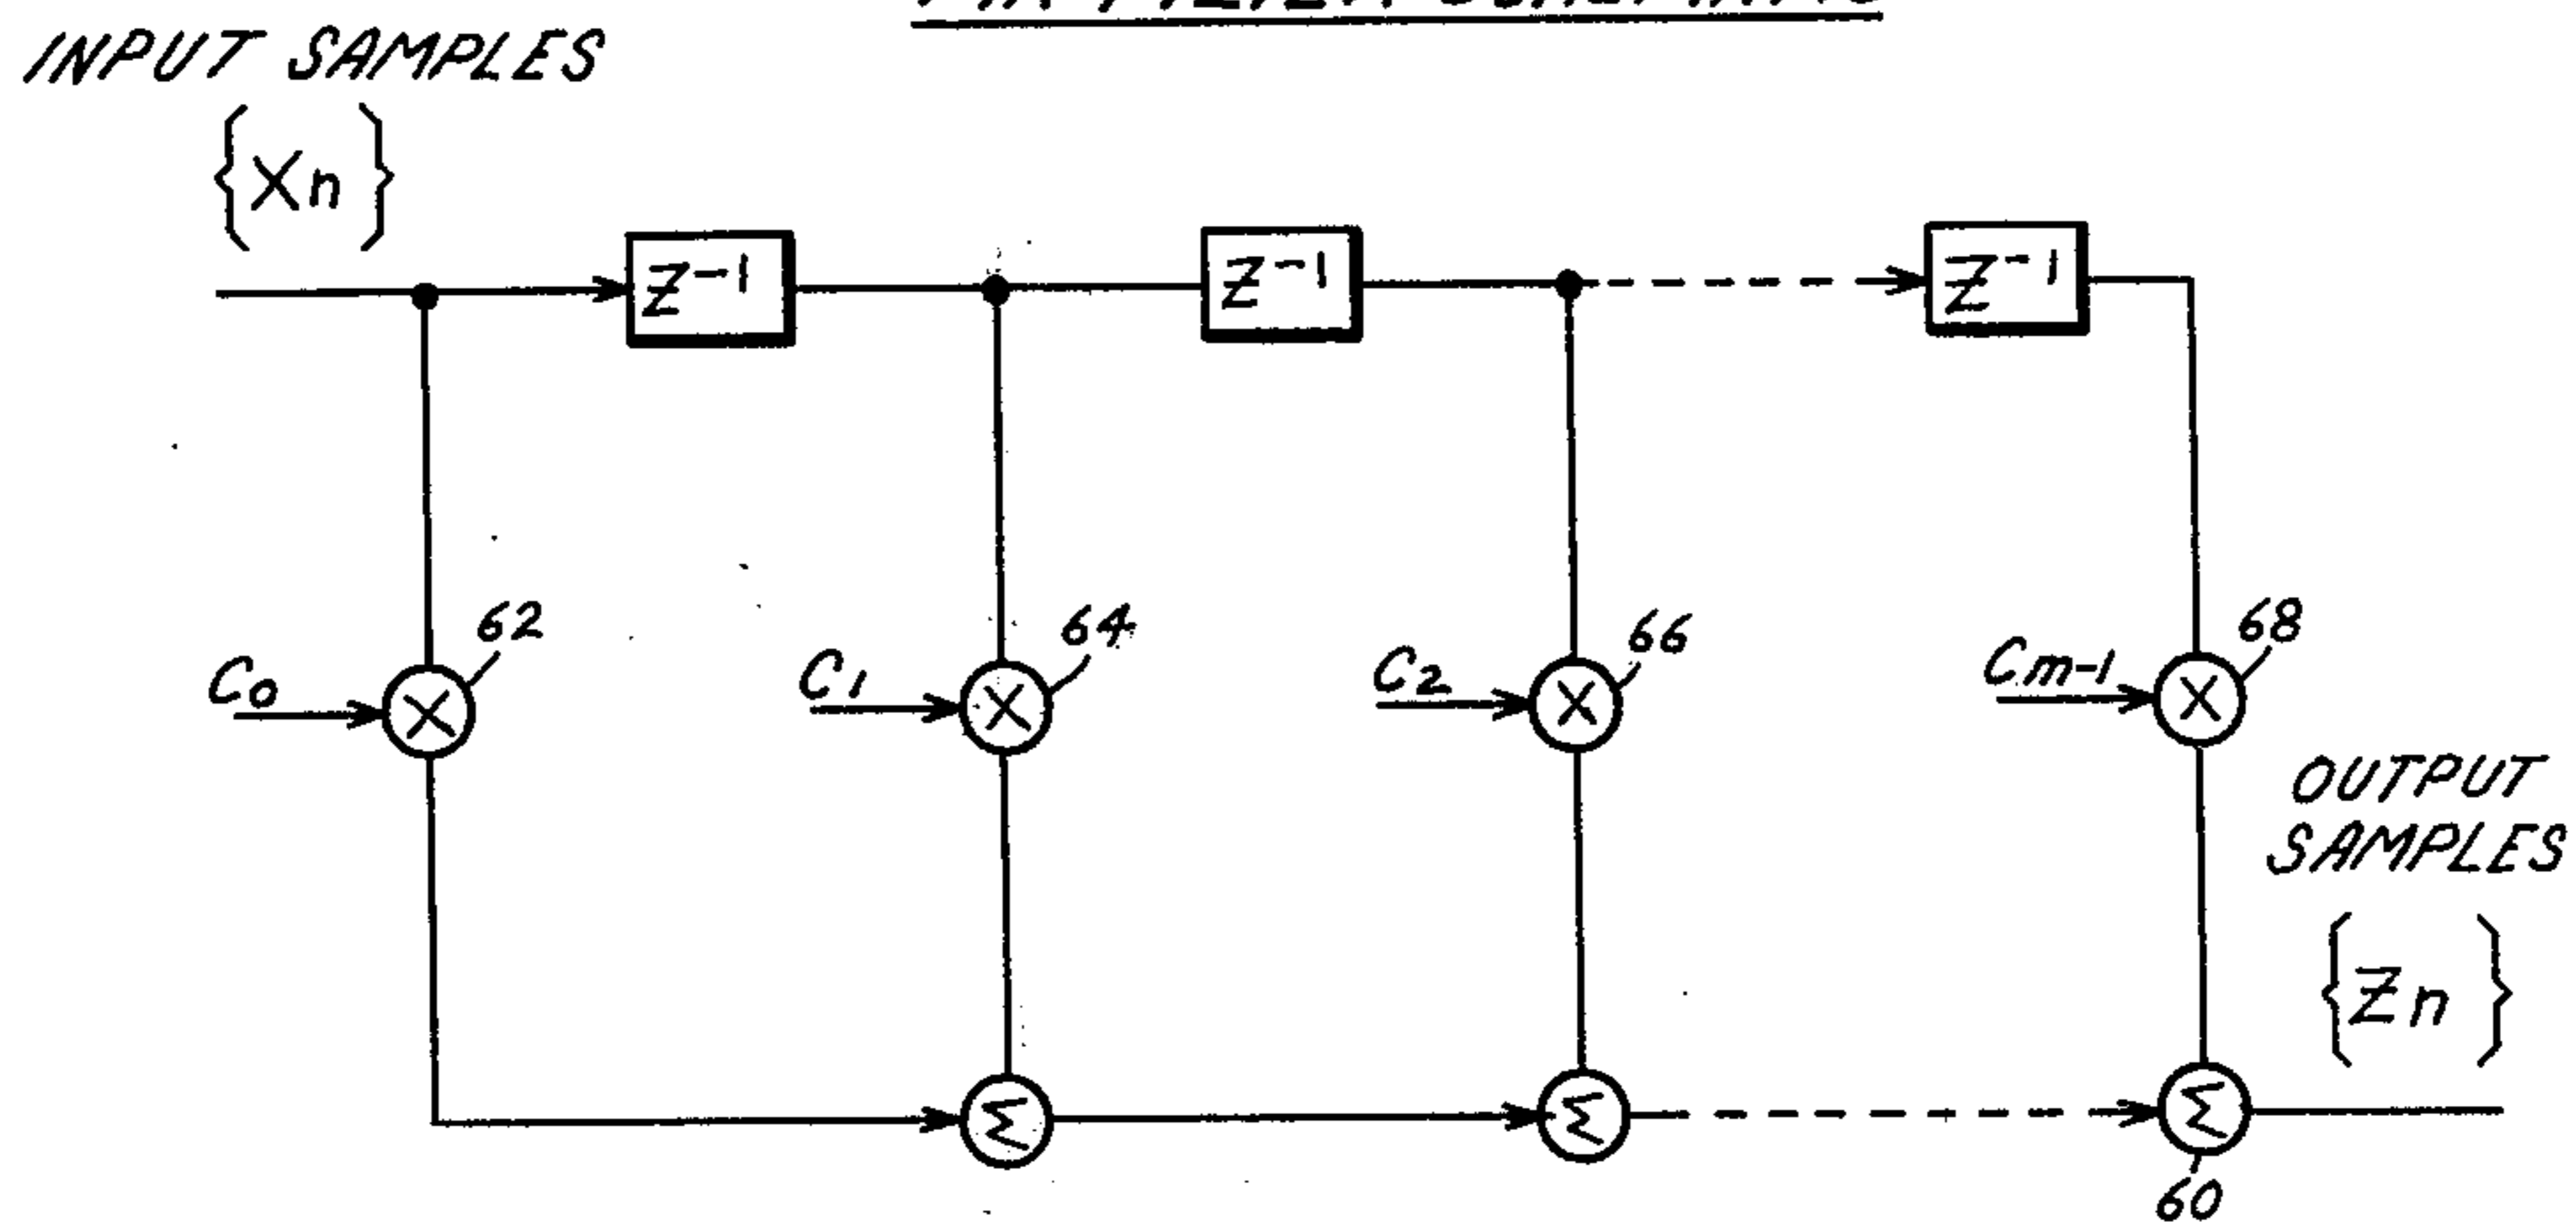 INPUT SAMPLES
{Xn}
Z⁻¹
Z⁻¹
Z⁻¹
C₀
62
C₁
64
C₂
66
Cm-1
68
OUTPUT
SAMPLES
{Zn}
Σ
Σ
Σ
60